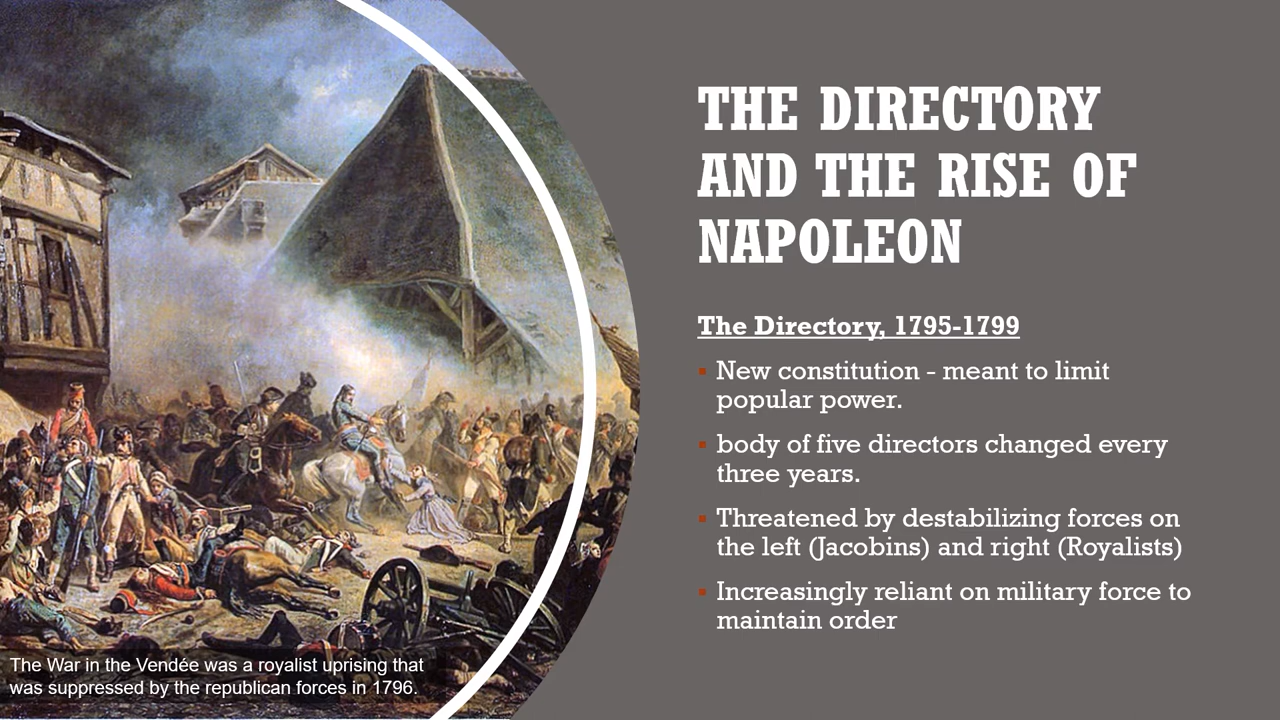 THE DIRECTORY
AND THE RISE OF
NAPOLEON
The Directory, 1795-1799
New constitution - meant to limit
popular power.
body of five directors changed every
three years.
Threatened by destabilizing forces on
the left (Jacobins) and right (Royalists)
Increasingly reliant on military force to
maintain order
The War in the Vendée was a royalist uprising that
was suppressed by the republican forces in 1796.